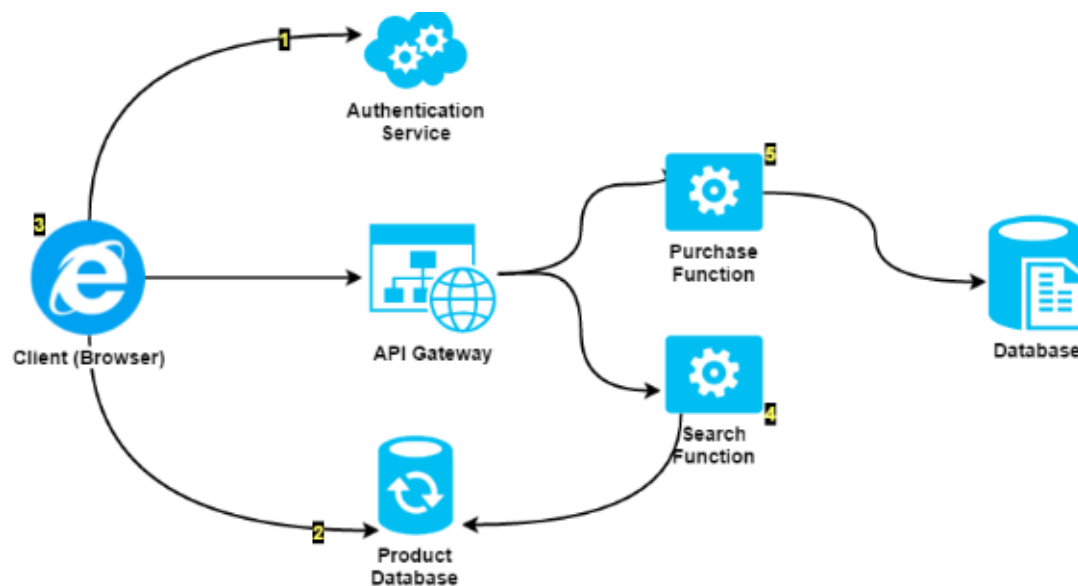 1
Authentication
Service
3
5
Purchase
Function
Client (Browser)
API Gateway
Database
4
Search
Function
2
Product
Database